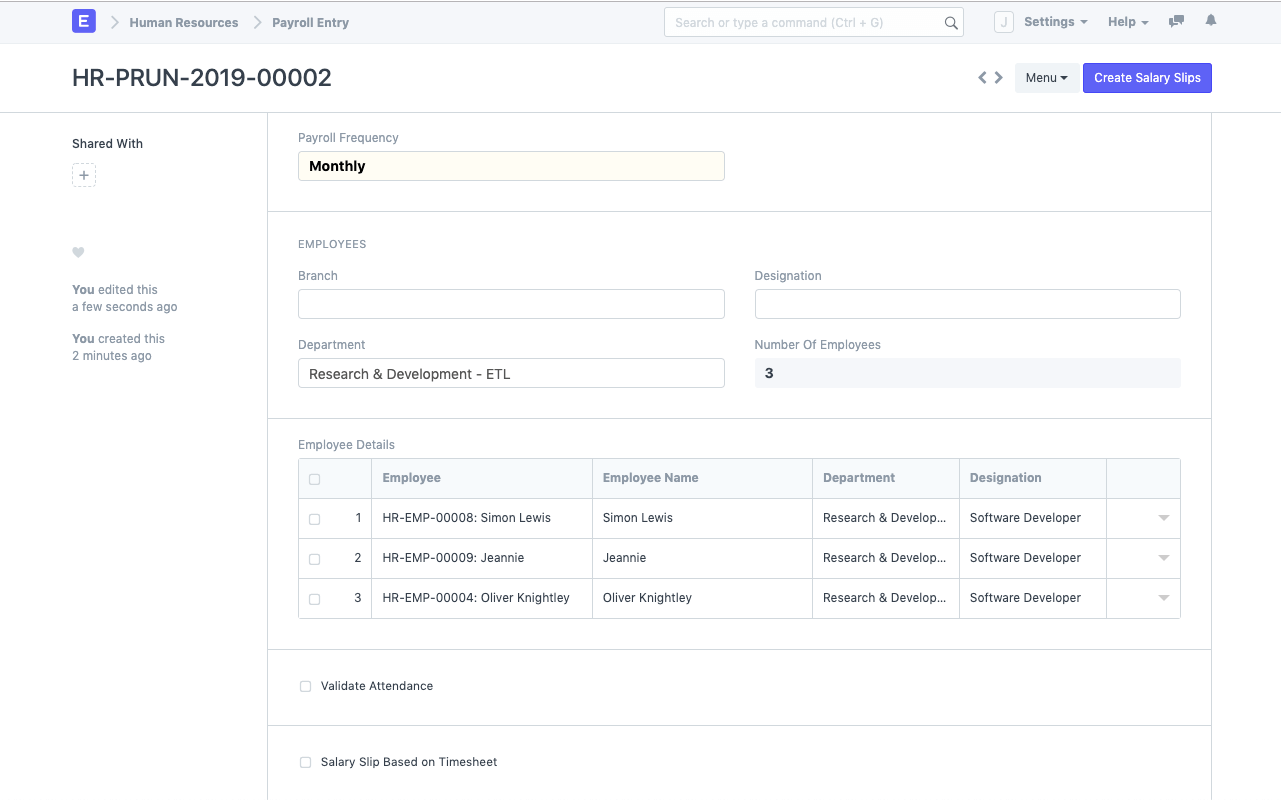 E Human Resources Payroll Entry Search or type a command (Ctrl + G) J Settings Help
HR-PRUN-2019-00002 Menu Create Salary Slips
Shared With
+
You edited this
a few seconds ago
You created this
2 minutes ago
Payroll Frequency
Monthly
EMPLOYEES
Branch Designation
Department Number Of Employees
Research & Development - ETL 3
Employee Details
Employee Employee Name Department Designation
1 HR-EMP-00008: Simon Lewis Simon Lewis Research & Develop... Software Developer
2 HR-EMP-00009: Jeannie Jeannie Research & Develop... Software Developer
3 HR-EMP-00004: Oliver Knightley Oliver Knightley Research & Develop... Software Developer
Validate Attendance
Salary Slip Based on Timesheet